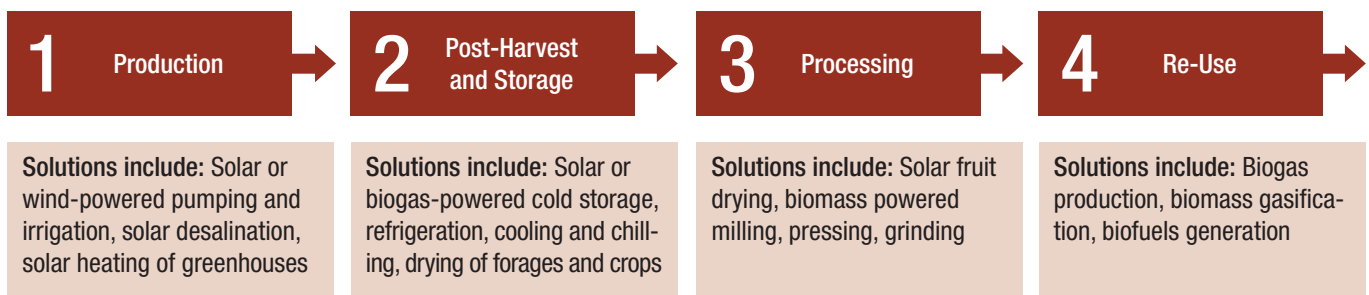 1
Production
Solutions include: Solar or
wind-powered pumping and
irrigation, solar desalination,
solar heating of greenhouses
2
Post-Harvest
and Storage
Solutions include: Solar or
biogas-powered cold storage,
refrigeration, cooling and chill-
ing, drying of forages and crops
3
Processing
Solutions include: Solar fruit
drying, biomass powered
milling, pressing, grinding
4
Re-Use
Solutions include: Biogas
production, biomass gasifica-
tion, biofuels generation